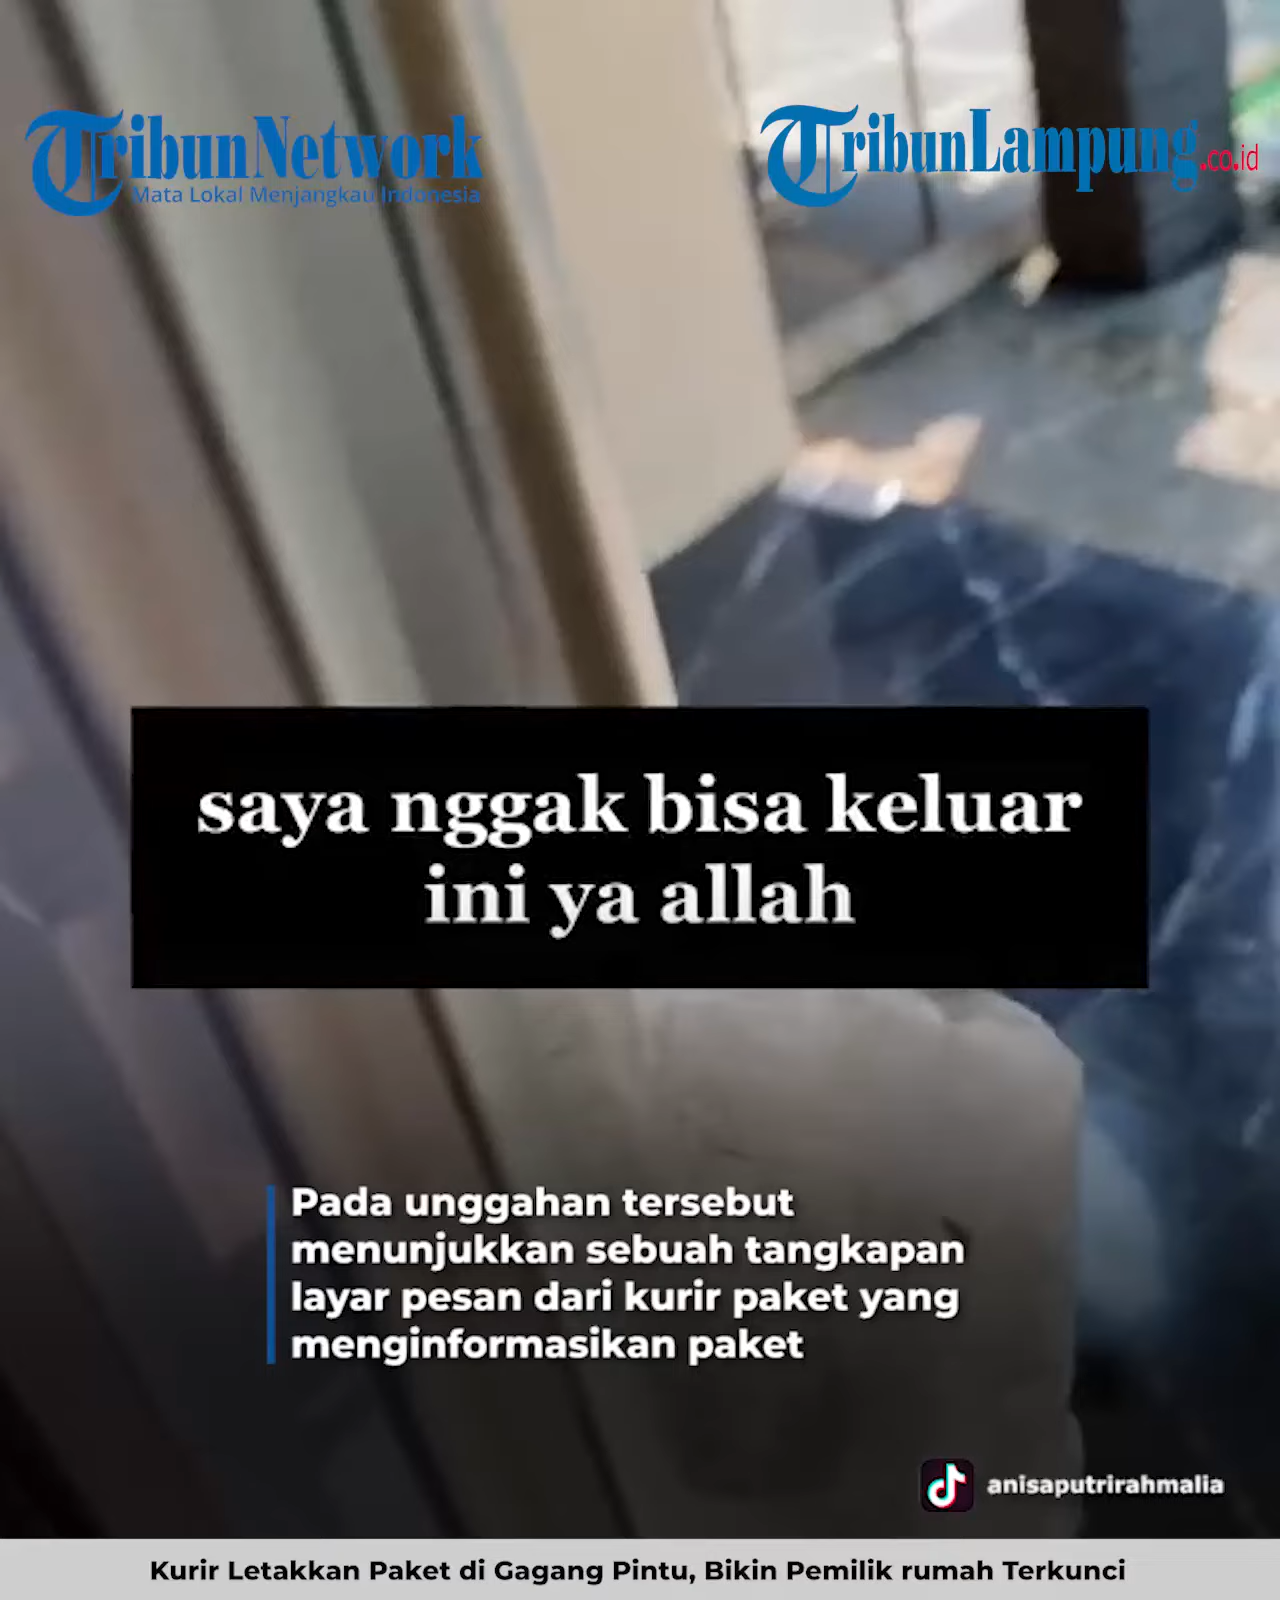 TribunNetwork
Mata Lokal Menjangkau Indonesia
TribunLampung.co.id
saya nggak bisa keluar
ini ya allah
Pada unggahan tersebut
menunjukkan sebuah tangkapan
layar pesan dari kurir paket yang
menginformasikan paket
anisaputrirahmalia
Kurir Letakkan Paket di Gagang Pintu, Bikin Pemilik rumah Terkunci